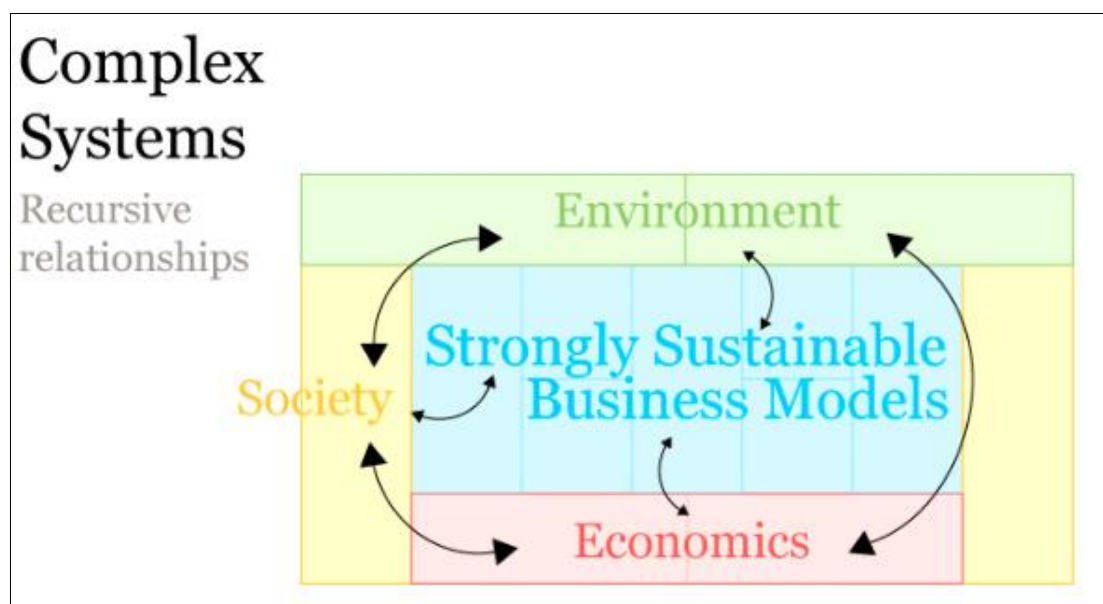 Complex
Systems
Recursive
relationships
Environment
Strongly Sustainable
Business Models
Society
Economics